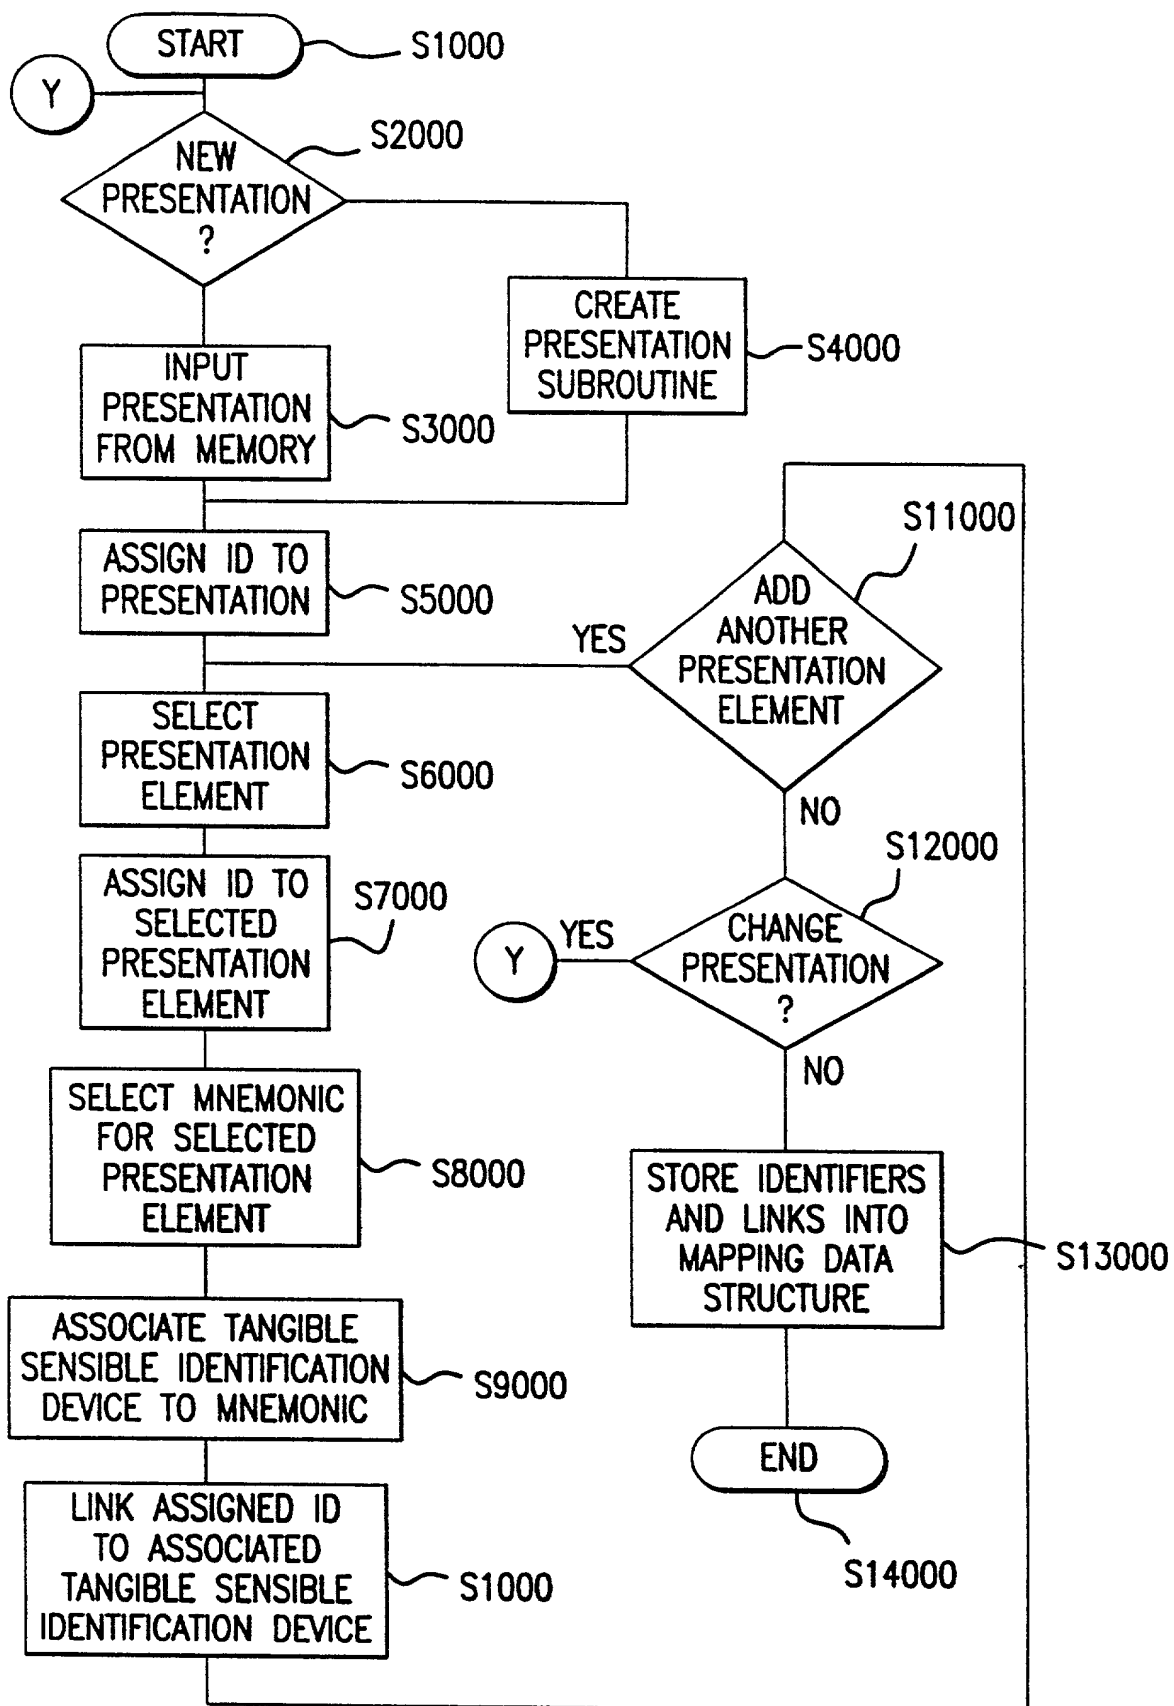 START
S1000
Y
S2000
NEW
PRESENTATION
?
CREATE
PRESENTATION
SUBROUTINE
S4000
INPUT
PRESENTATION
FROM MEMORY
S3000
ASSIGN ID TO
PRESENTATION
S5000
SELECT
PRESENTATION
ELEMENT
S6000
ASSIGN ID TO
SELECTED
PRESENTATION
ELEMENT
S7000
SELECT MNEMONIC
FOR SELECTED
PRESENTATION
ELEMENT
S8000
ASSOCIATE TANGIBLE
SENSIBLE IDENTIFICATION
DEVICE TO MNEMONIC
S9000
LINK ASSIGNED ID
TO ASSOCIATED
TANGIBLE SENSIBLE
IDENTIFICATION DEVICE
S1000
S11000
ADD
ANOTHER
PRESENTATION
ELEMENT
YES
NO
S12000
CHANGE
PRESENTATION
?
YES
Y
NO
STORE IDENTIFIERS
AND LINKS INTO
MAPPING DATA
STRUCTURE
S13000
END
S14000